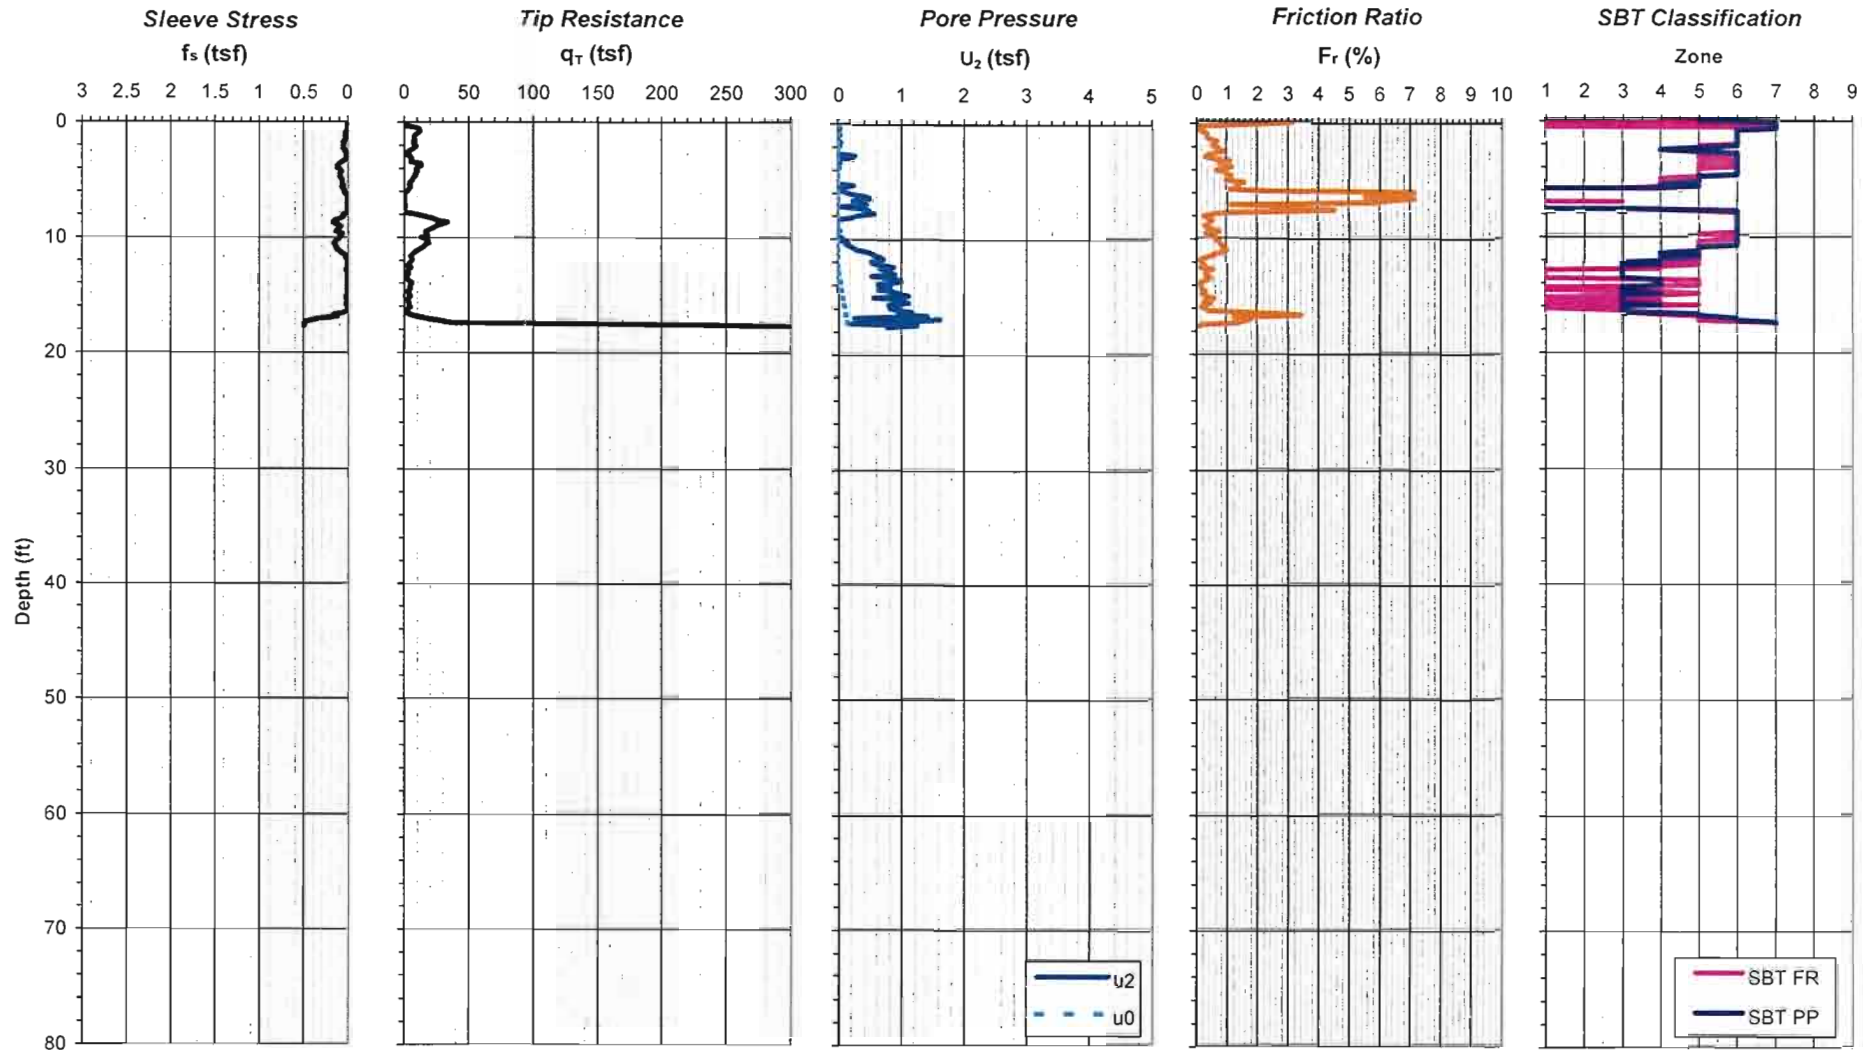 Sleeve Stress Tip Resistance Pore Pressure Friction Ratio SBT Classification
fs (tsf) qT (tsf) U2 (tsf) Fr (%) Zone
3 2.5 2 1.5 1 0.5 0 0 50 100 150 200 250 300 0 1 2 3 4 5 0 1 2 3 4 5 6 7 8 9 10 1 2 3 4 5 6 7 8 9
0
10
20
30
40
50
60
70
80
Depth (ft)
u2
u0
SBT FR
SBT PP